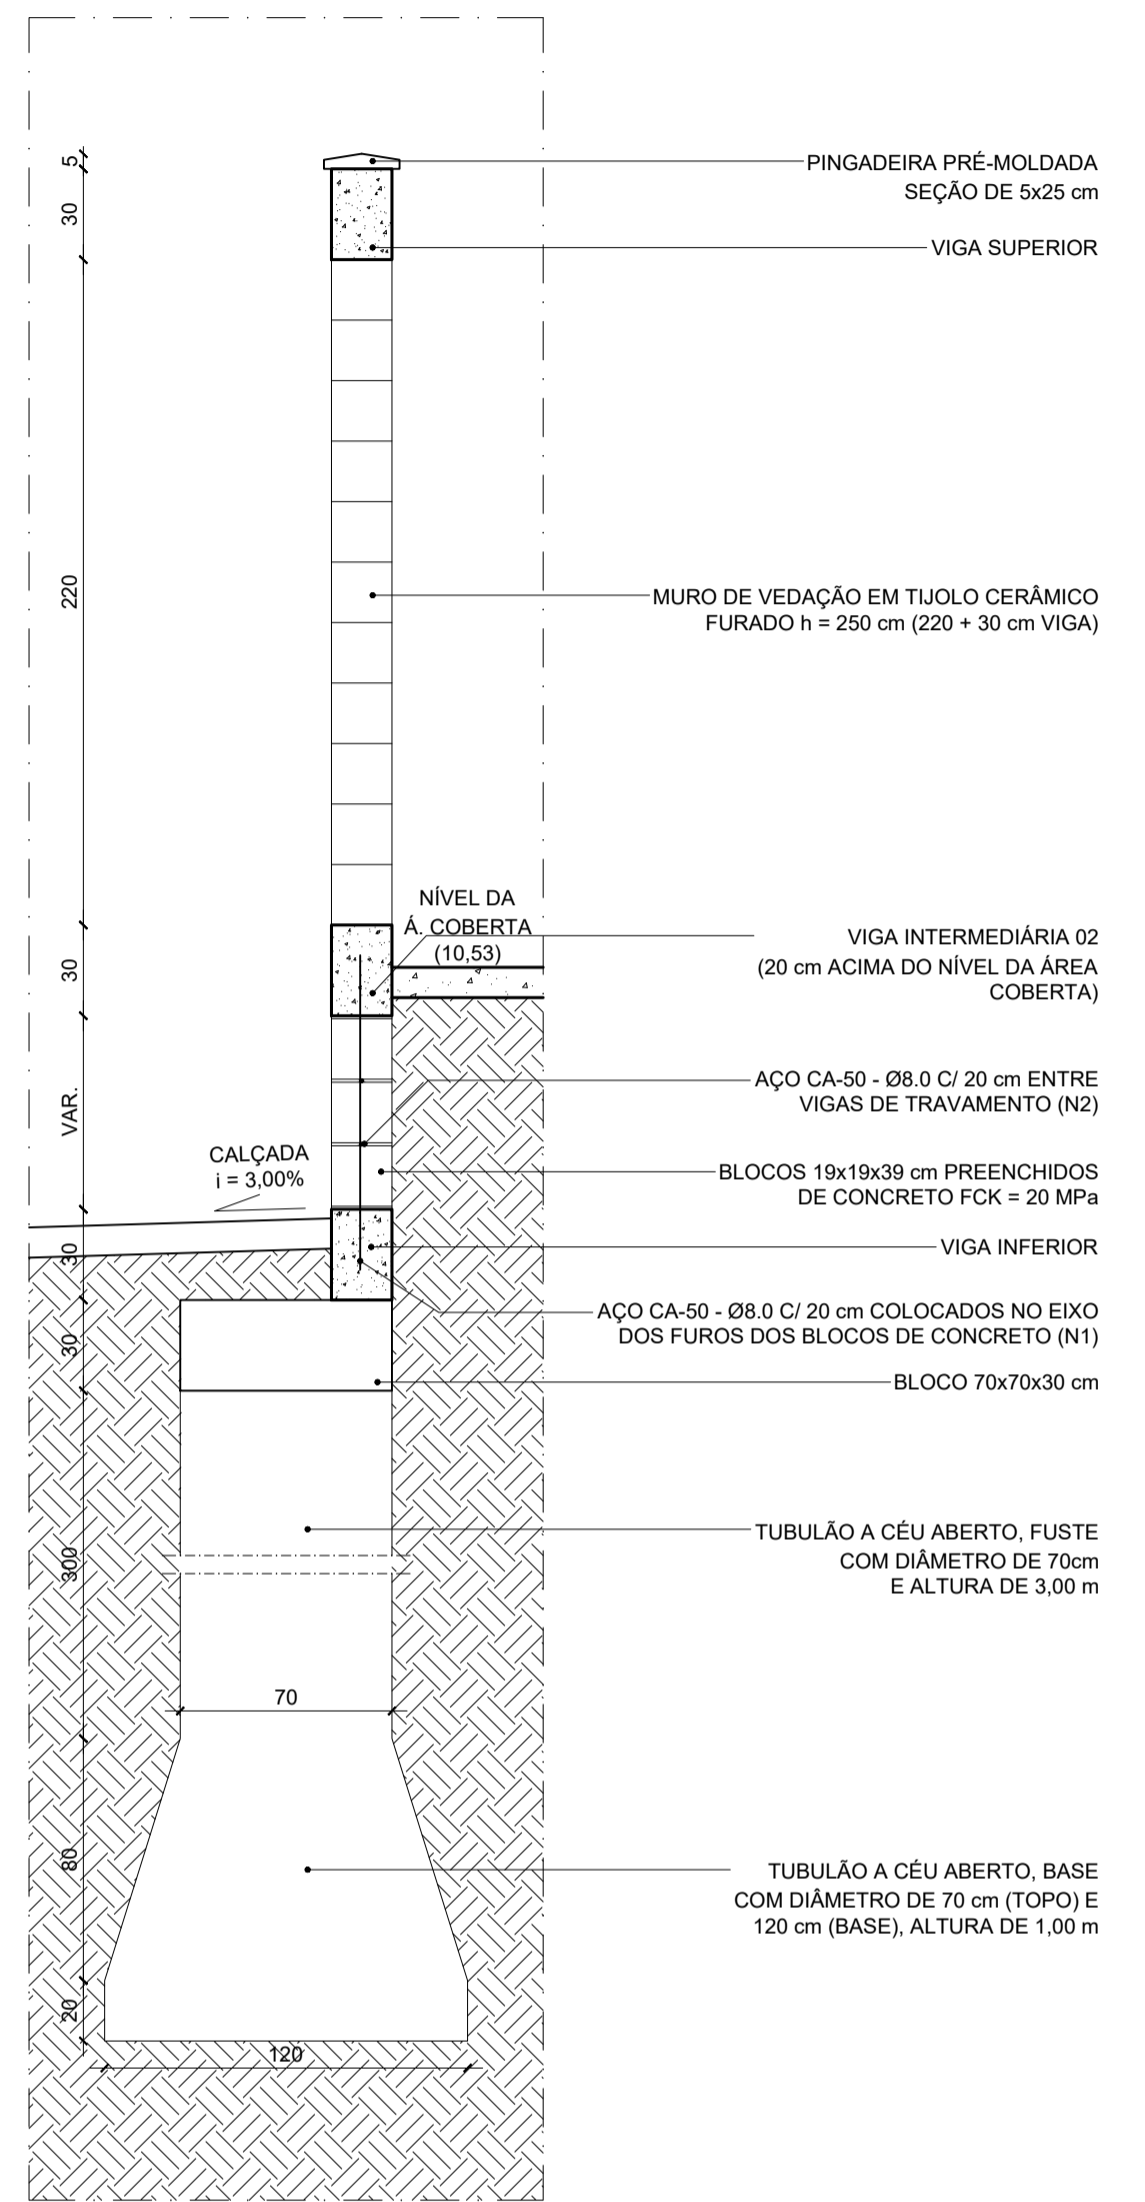 5
PINGADEIRA PRÉ-MOLDADA
SEÇÃO DE 5x25 cm
30
VIGA SUPERIOR
220
MURO DE VEDAÇÃO EM TIJOLO CERÂMICO
FURADO h = 250 cm (220 + 30 cm VIGA)
NÍVEL DA
Á. COBERTA
(10,53)
30
VIGA INTERMEDIÁRIA 02
(20 cm ACIMA DO NÍVEL DA ÁREA
COBERTA)
VAR.
AÇO CA-50 - Ø8.0 C/ 20 cm ENTRE
VIGAS DE TRAVAMENTO (N2)
CALÇADA
i = 3,00%
BLOCOS 19x19x39 cm PREENCHIDOS
DE CONCRETO FCK = 20 MPa
30
VIGA INFERIOR
30
AÇO CA-50 - Ø8.0 C/ 20 cm COLOCADOS NO EIXO
DOS FUROS DOS BLOCOS DE CONCRETO (N1)
BLOCO 70x70x30 cm
300
TUBULÃO A CÉU ABERTO, FUSTE
COM DIÂMETRO DE 70cm
E ALTURA DE 3,00 m
70
80
TUBULÃO A CÉU ABERTO, BASE
COM DIÂMETRO DE 70 cm (TOPO) E
120 cm (BASE), ALTURA DE 1,00 m
20
120